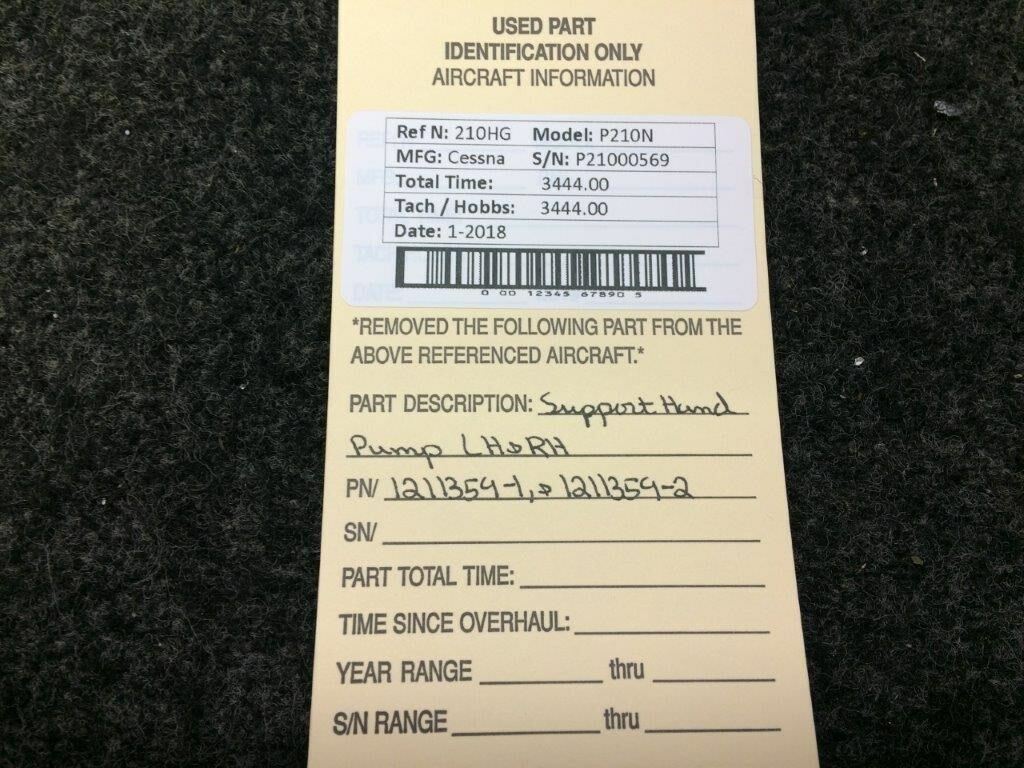 USED PART
IDENTIFICATION ONLY
AIRCRAFT INFORMATION
Ref N: 210HG Model: P210N
MFG: Cessna S/N: P21000569
Total Time: 3444.00
Tach / Hobbs: 3444.00
Date: 1-2018
0 00 12345 67890 5
*REMOVED THE FOLLOWING PART FROM THE
ABOVE REFERENCED AIRCRAFT.*
PART DESCRIPTION: Support Hand
Pump LH & RH
PN/ 1211359-1, & 1211359-2
SN/
PART TOTAL TIME:
TIME SINCE OVERHAUL:
YEAR RANGE thru
S/N RANGE thru